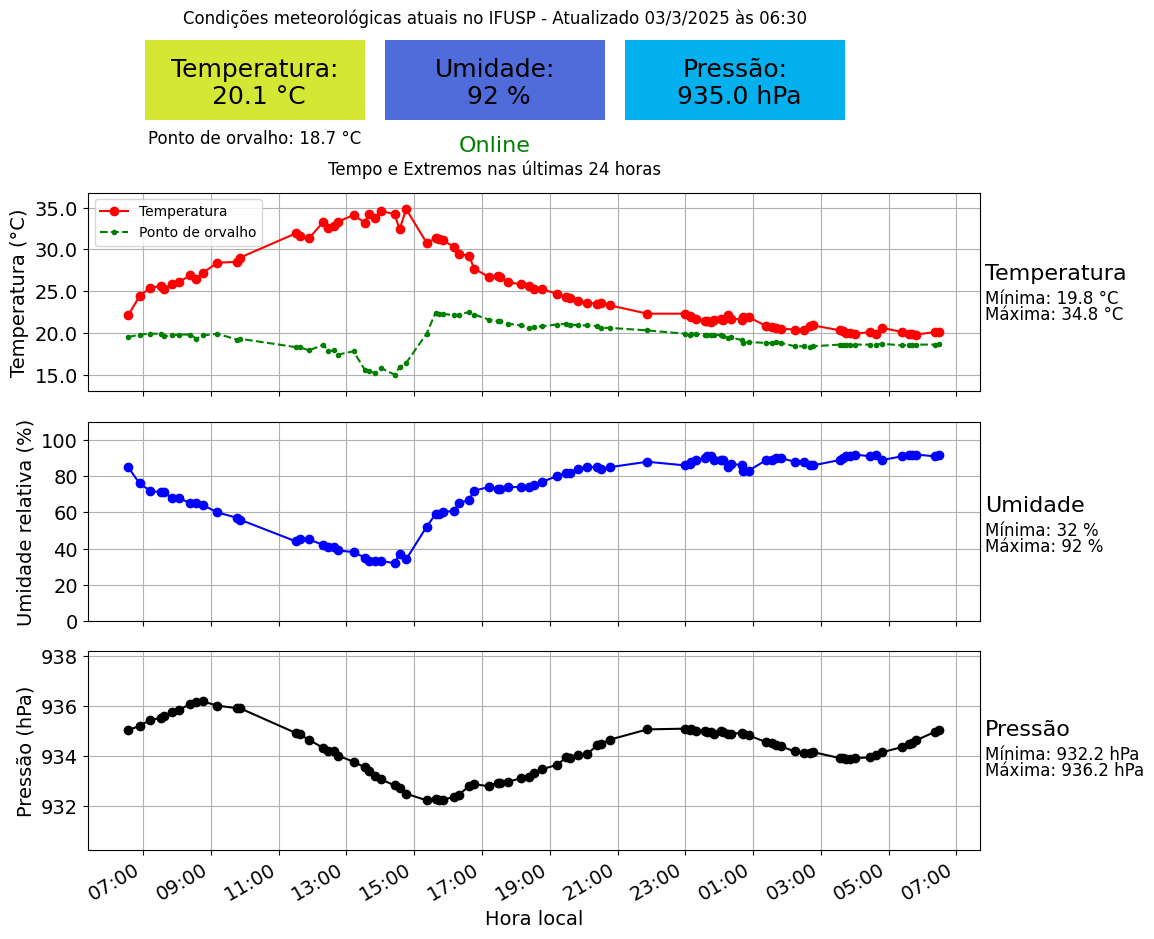 Condições meteorológicas atuais no IFUSP - Atualizado 03/3/2025 às 06:30
Temperatura:
20.1 °C
Umidade:
92 %
Pressão:
935.0 hPa
Ponto de orvalho: 18.7 °C
Online
Tempo e Extremos nas últimas 24 horas
Temperatura (°C)
35.0
30.0
25.0
20.0
15.0
Temperatura
Ponto de orvalho
Temperatura
Mínima: 19.8 °C
Máxima: 34.8 °C
Umidade relativa (%)
100
80
60
40
20
0
Umidade
Mínima: 32 %
Máxima: 92 %
Pressão (hPa)
938
936
934
932
Pressão
Mínima: 932.2 hPa
Máxima: 936.2 hPa
07:00 09:00 11:00 13:00 15:00 17:00 19:00 21:00 23:00 01:00 03:00 05:00 07:00
Hora local